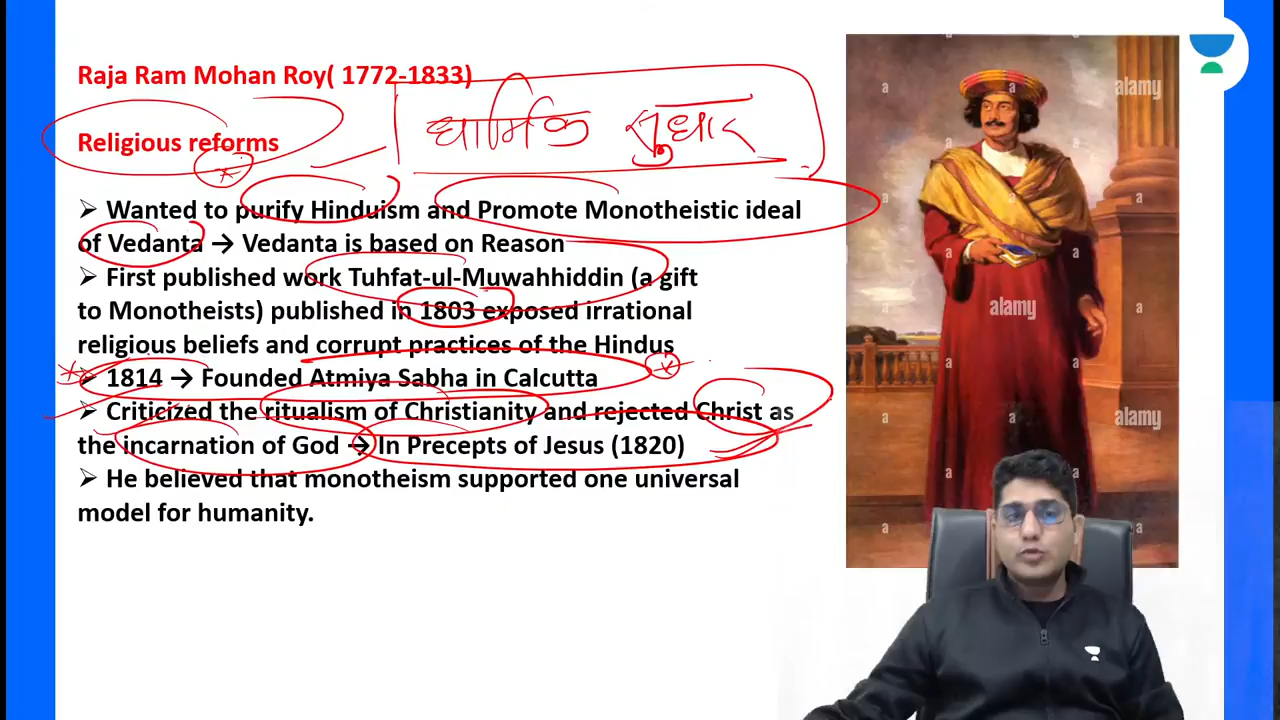 Raja Ram Mohan Roy( 1772-1833)
धार्मिक सुधार
Religious reforms
➢ Wanted to purify Hinduism and Promote Monotheistic ideal
of Vedanta → Vedanta is based on Reason
➢ First published work Tuhfat-ul-Muwahhiddin (a gift
to Monotheists) published in 1803 exposed irrational
religious beliefs and corrupt practices of the Hindus
➢ 1814 → Founded Atmiya Sabha in Calcutta
➢ Criticized the ritualism of Christianity and rejected Christ as
the incarnation of God → In Precepts of Jesus (1820)
➢ He believed that monotheism supported one universal
model for humanity.
a
alamy
a
a
alamy
a
a
a
alamy
a
a